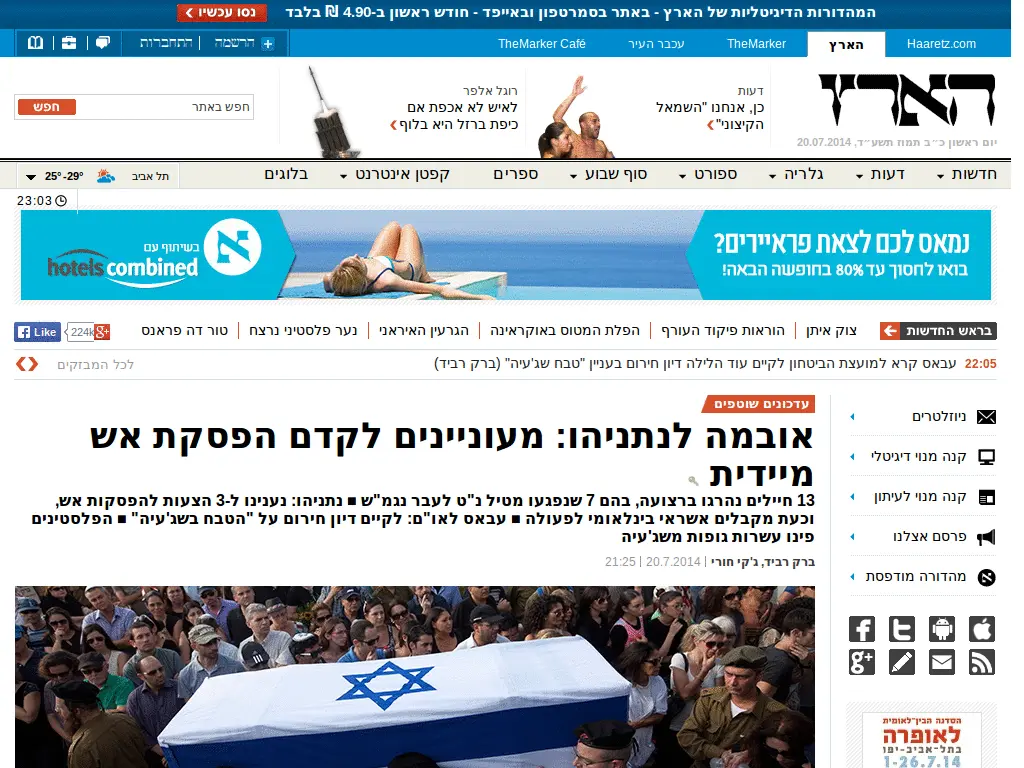 המהדורות הדיגיטליות של הארץ - באתר בסמרטפון ובאייפד - חודש ראשון ב-4.90 ₪ בלבד
נסו עכשיו
Haaretz.com
הארץ
TheMarker
עכבר העיר
TheMarker Café
הרשמה
התחברות
הארץ
יום ראשון כ״ב תמוז תשע״ד, 20.07.2014
דעות
כן, אנחנו "השמאל
הקיצוני"
רוגל אלפר
לאיש לא אכפת אם
כיפת ברזל היא בלוף
חפש באתר
חפש
חדשות
דעות
גלריה
ספורט
סוף שבוע
ספרים
קפטן אינטרנט
בלוגים
תל אביב
25°-29°
23:03
נמאס לכם לצאת פראיירים?
בואו לחסוך עד 80% בחופשה הבאה!
בשיתוף עם
hotelscombined
בראש החדשות
צוק איתן
הוראות פיקוד העורף
הפלת המטוס באוקראינה
הגרעין האיראני
נער פלסטיני נרצח
טור דה פראנס
224k
Like
22:05 עבאס קרא למועצת הביטחון לקיים עוד הלילה דיון חירום בעניין "טבח שג'עיה" (ברק רביד)
לכל המבזקים
עדכונים שוטפים
אובמה לנתניהו: מעוניינים לקדם הפסקת אש
מיידית
13 חיילים נהרגו ברצועה, בהם 7 שנפגעו מטיל נ"ט לעבר נגמ"ש ■ נתניהו: נענינו ל-3 הצעות להפסקות אש,
וכעת מקבלים אשראי בינלאומי לפעולה ■ עבאס לאו"ם: לקיים דיון חירום על "הטבח בשג'עיה" ■ הפלסטינים
פינו עשרות גופות משג'עיה
ברק רביד, ג'קי חורי | 20.7.2014 | 21:25
ניוזלטרים
קנה מנוי דיגיטלי
קנה מנוי לעיתון
פרסם אצלנו
מהדורה מודפסת
הסדנה הבין-לאומית
לאופרה
בתל-אביב-יפו
1-26.7.14